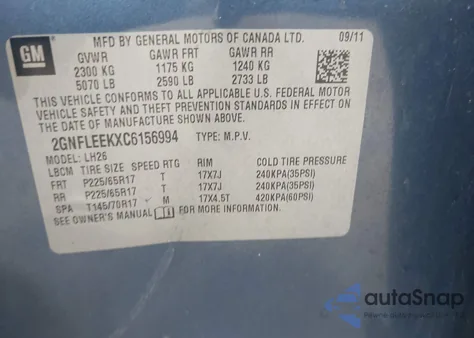 GM
MFD BY GENERAL MOTORS OF CANADA LTD. 09/11
GVWR GAWR FRT GAWR RR
2300 KG 1175 KG 1240 KG
5070 LB 2590 LB 2733 LB
THIS VEHICLE CONFORMS TO ALL APPLICABLE U.S. FEDERAL MOTOR
VEHICLE SAFETY AND THEFT PREVENTION STANDARDS IN EFFECT ON
THE DATE OF MANUFACTURE SHOWN ABOVE.
2GNFLEEKXC6156994 TYPE: M.P.V.
MODEL: LH26
LBCM TIRE SIZE SPEED RTG RIM COLD TIRE PRESSURE
FRT P225/65R17 T 17X7J 240KPA(35PSI)
RR P225/65R17 T 17X7J 240KPA(35PSI)
SPA T145/70R17 M 17X4.5T 420KPA(60PSI)
SEE OWNER'S MANUAL FOR MORE INFORMATION.
autoSnap